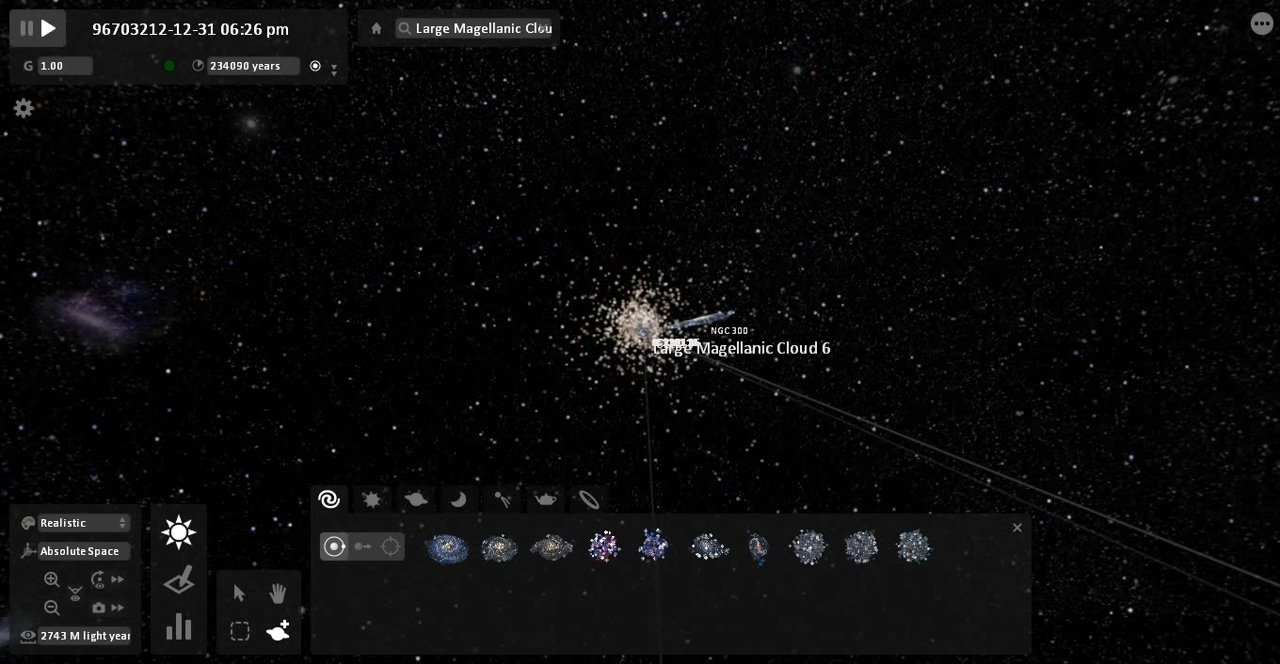 96703212-12-31 06:26 pm
Large Magellanic Clou
G 1.00
234090 years
NGC 300
Large Magellanic Cloud 6
Realistic
Absolute Space
2743 M light year